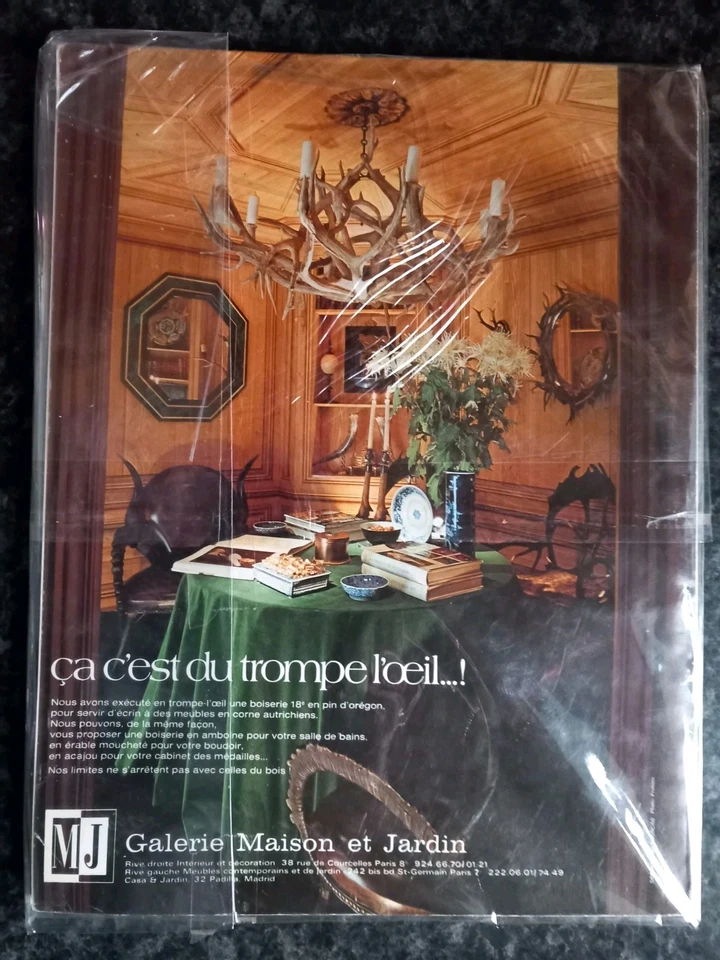 ça c'est du trompe l'œil...!
Nous avons exécuté en trompe-l'œil une boiserie 18e en pin d'orégon,
pour servir d'écrin à des meubles en corne autrichiens.
Nous pouvons, de la même façon,
vous proposer une boiserie en amboine pour votre salle de bains,
en érable moucheté pour votre boudoir,
en acajou pour votre cabinet des médailles...
Nos limites ne s'arrêtent pas avec celles du bois
MJ
Galerie Maison et Jardin
Rive droite Intérieur et décoration 38 rue de Courcelles Paris 8e 924 66.70/01 21
Rive gauche Meubles contemporains et de jardin 242 bis bd St-Germain Paris 7 222 06 01/74 49
Casa & Jardin, 32 Padilla, Madrid